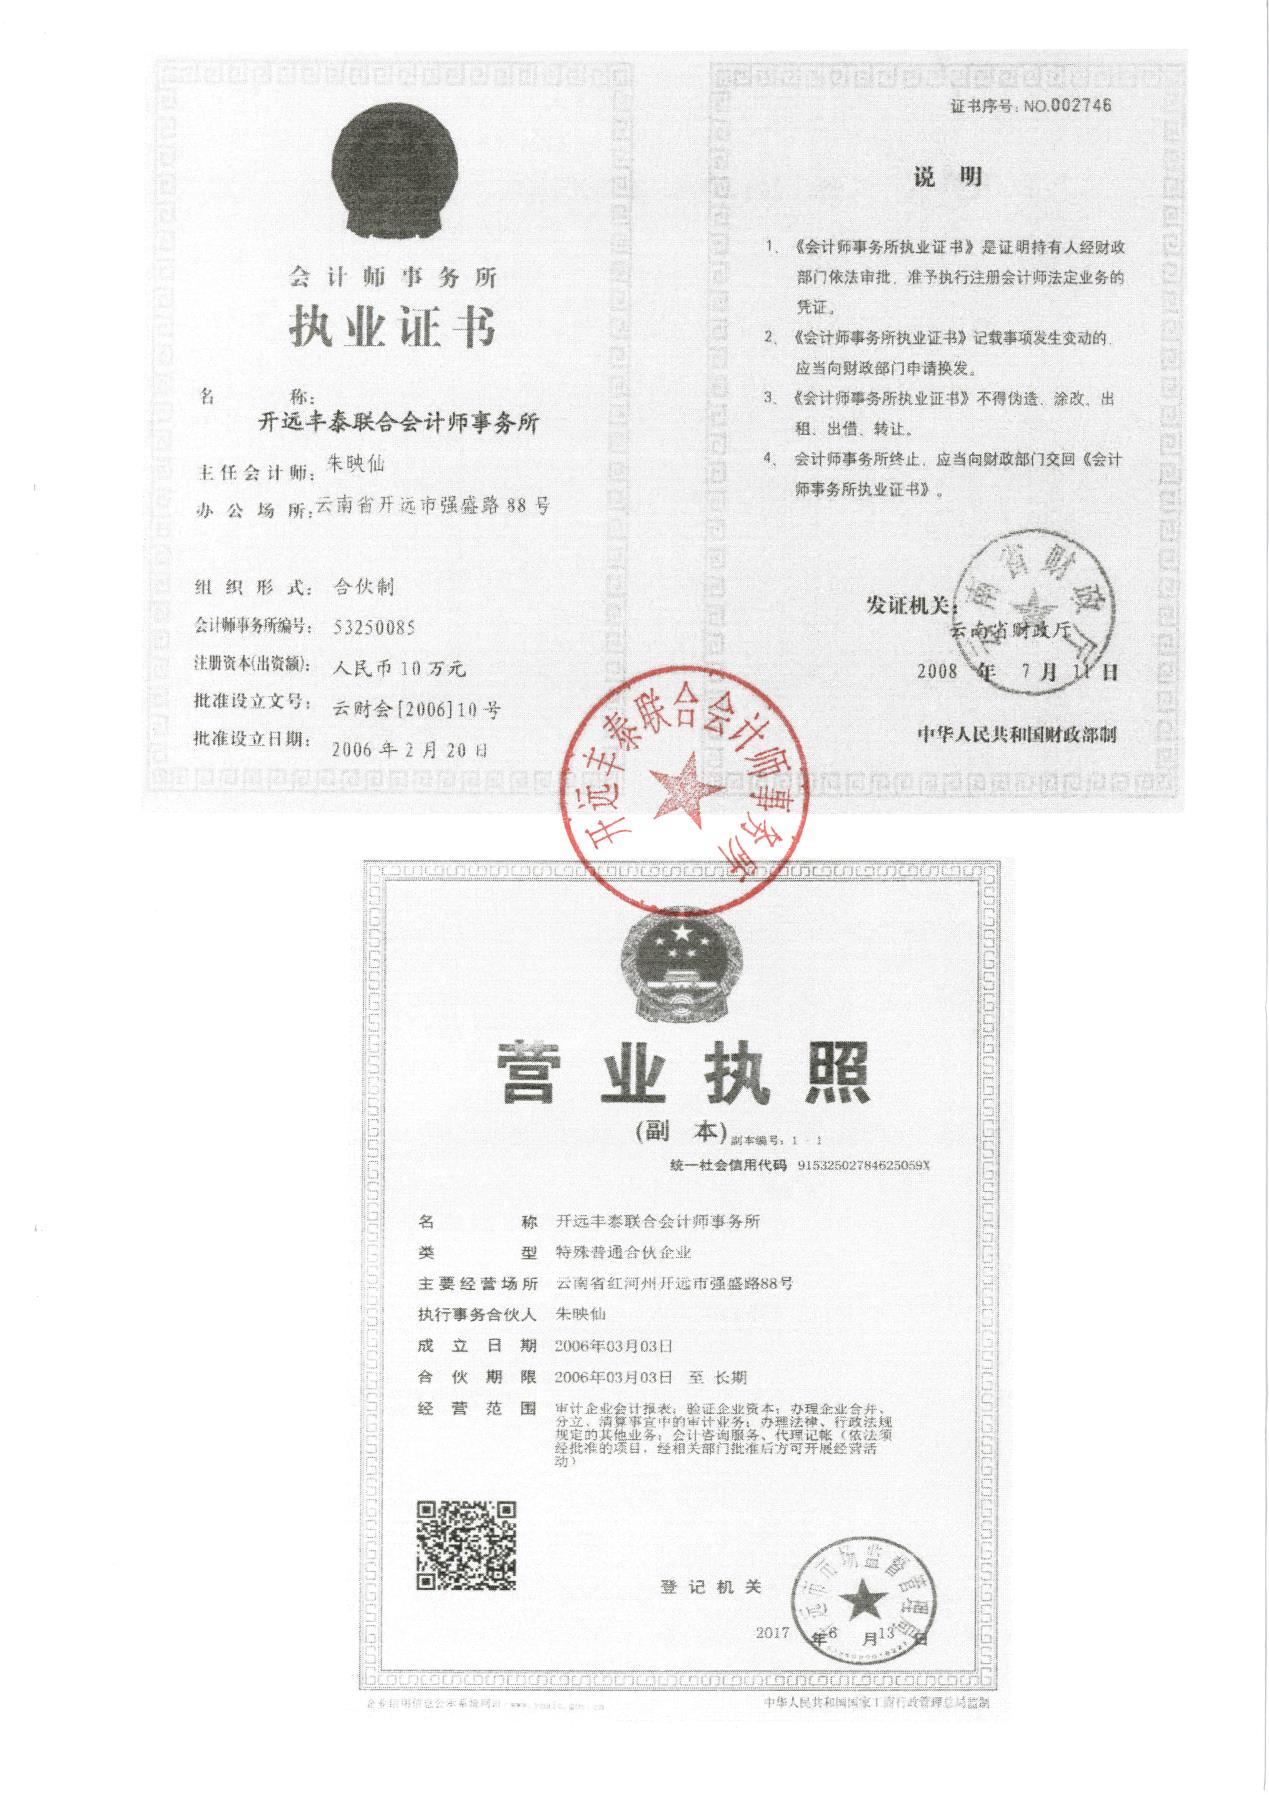 会计师事务所
执业证书
名 称:
开远丰泰联合会计师事务所
主任会计师: 朱映仙
办公场所: 云南省开远市强盛路88号
组织形式: 合伙制
会计师事务所编号: 53250085
注册资本(出资额): 人民币10万元
批准设立文号: 云财会[2006]10号
批准设立日期: 2006年2月20日
证书序号: NO.002746
说 明
1、《会计师事务所执业证书》是证明持有人经财政
部门依法审批, 准予执行注册会计师法定业务的
凭证。
2、《会计师事务所执业证书》记载事项发生变动的,
应当向财政部门申请换发。
3、《会计师事务所执业证书》不得伪造、涂改、出
租、出借、转让。
4、 会计师事务所终止, 应当向财政部门交回《会计
师事务所执业证书》。
发证机关:
云南省财政厅
云南省财政厅
2008 年 7 月 11 日
中华人民共和国财政部制
开远丰泰联合会计师事务所
营业执照
(副 本) 副本编号: 1 - 1
统一社会信用代码 91532502784625059X
名 称 开远丰泰联合会计师事务所
类 型 特殊普通合伙企业
主要经营场所 云南省红河州开远市强盛路88号
执行事务合伙人 朱映仙
成立日期 2006年03月03日
合伙期限 2006年03月03日 至 长期
经营范围 审计企业会计报表; 验证企业资本; 办理企业合并、
分立、清算事宜中的审计业务; 办理法律、行政法规
规定的其他业务; 会计咨询服务、代理记帐(依法须
经批准的项目, 经相关部门批准后方可开展经营活
动)
登记机关
远市市场监督管理局
2017 年6 月13 日
企业信用信息公示系统网址:
中华人民共和国国家工商行政管理总局监制